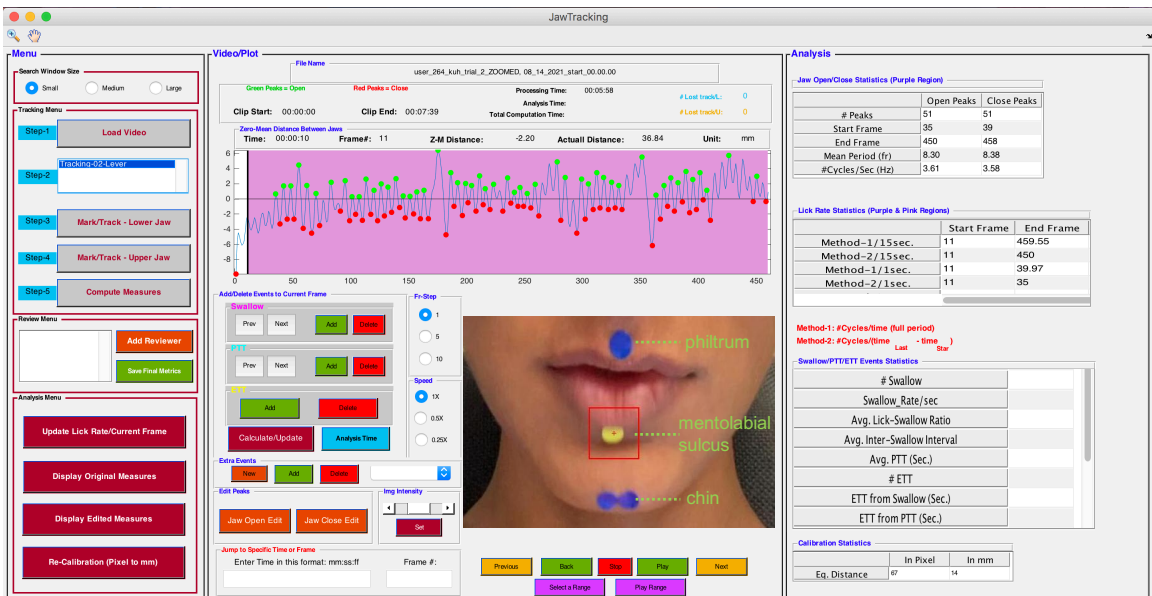 JawTracking
Menu
Search Window Size
Small
Medium
Large
Tracking Menu
Step-1
Load Video
Step-2
Tracking-02-Lever
Step-3
Mark/Track - Lower Jaw
Step-4
Mark/Track - Upper Jaw
Step-5
Compute Measures
Review Menu
Add Reviewer
Save Final Metrics
Analysis Menu
Update Lick Rate/Current Frame
Display Original Measures
Display Edited Measures
Re-Calibration (Pixel to mm)
Video/Plot
File Name
user_264_kuh_trial_2_ZOOMED, 08_14_2021_start_00.00.00
Green Peaks = Open
Red Peaks = Close
Processing Time: 00:05:58
# Lost track/L: 0
Analysis Time:
Clip Start: 00:00:00
Clip End: 00:07:39
Total Computation Time:
# Lost track/U: 0
Zero-Mean Distance Between Jaws
Time: 00:00:10 Frame#: 11 Z-M Distance: -2.20 Actuall Distance: 36.84 Unit: mm
6
4
2
0
-2
-4
-6
-8
0 50 100 150 200 250 300 350 400 450
Add/Delete Events to Current Frame
Swallow
Prev Next Add Delete
PTT
Prev Next Add Delete
ETT
Add Delete
Calculate/Update
Analysis Time
Extra Events
New Add Delete
Edit Peaks
Jaw Open Edit
Jaw Close Edit
Img Intensity
Set
Jump to Specific Time or Frame
Enter Time in this format: mm:ss:ff
Frame #:
Fr-Step
1
5
10
Speed
1X
0.5X
0.25X
philtrum
mentolabial
sulcus
chin
Previous Back Stop Play Next
Select a Range Play Range
Analysis
Jaw Open/Close Statistics (Purple Region)
Open Peaks Close Peaks
# Peaks 51 51
Start Frame 35 39
End Frame 450 458
Mean Period (fr) 8.30 8.38
#Cycles/Sec (Hz) 3.61 3.58
Lick Rate Statistics (Purple & Pink Regions)
Start Frame End Frame
Method-1/15sec. 11 459.55
Method-2/15sec. 11 450
Method-1/1sec. 11 39.97
Method-2/1sec. 11 35
Method-1: #Cycles/time (full period)
Method-2: #Cycles/(time Last - time Star )
Swallow/PTT/ETT Events Statistics
# Swallow
Swallow_Rate/sec
Avg. Lick-Swallow Ratio
Avg. Inter-Swallow Interval
Avg. PTT (Sec.)
# ETT
ETT from Swallow (Sec.)
ETT from PTT (Sec.)
Calibration Statistics
In Pixel In mm
Eq. Distance 67 14